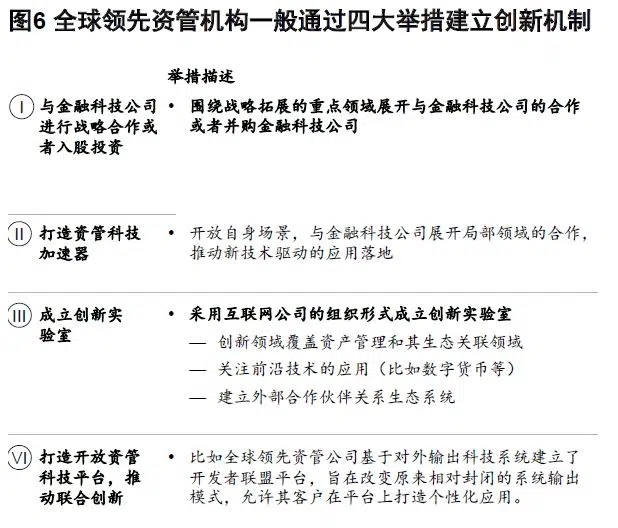 图6 全球领先资管机构一般通过四大举措建立创新机制
举措描述
I
与金融科技公司
进行战略合作或
者入股投资
• 围绕战略拓展的重点领域展开与金融科技公司的合作
或者并购金融科技公司
II
打造资管科技
加速器
• 开放自身场景，与金融科技公司展开局部领域的合作，
推动新技术驱动的应用落地
III
成立创新实
验室
• 采用互联网公司的组织形式成立创新实验室
— 创新领域覆盖资产管理和其生态关联领域
— 关注前沿技术的应用（比如数字货币等）
— 建立外部合作伙伴关系生态系统
VI
打造开放资管
科技平台，推
动联合创新
• 比如全球领先资管公司基于对外输出科技系统建立了
开发者联盟平台，旨在改变原来相对封闭的系统输出
模式，允许其客户在平台上打造个性化应用。